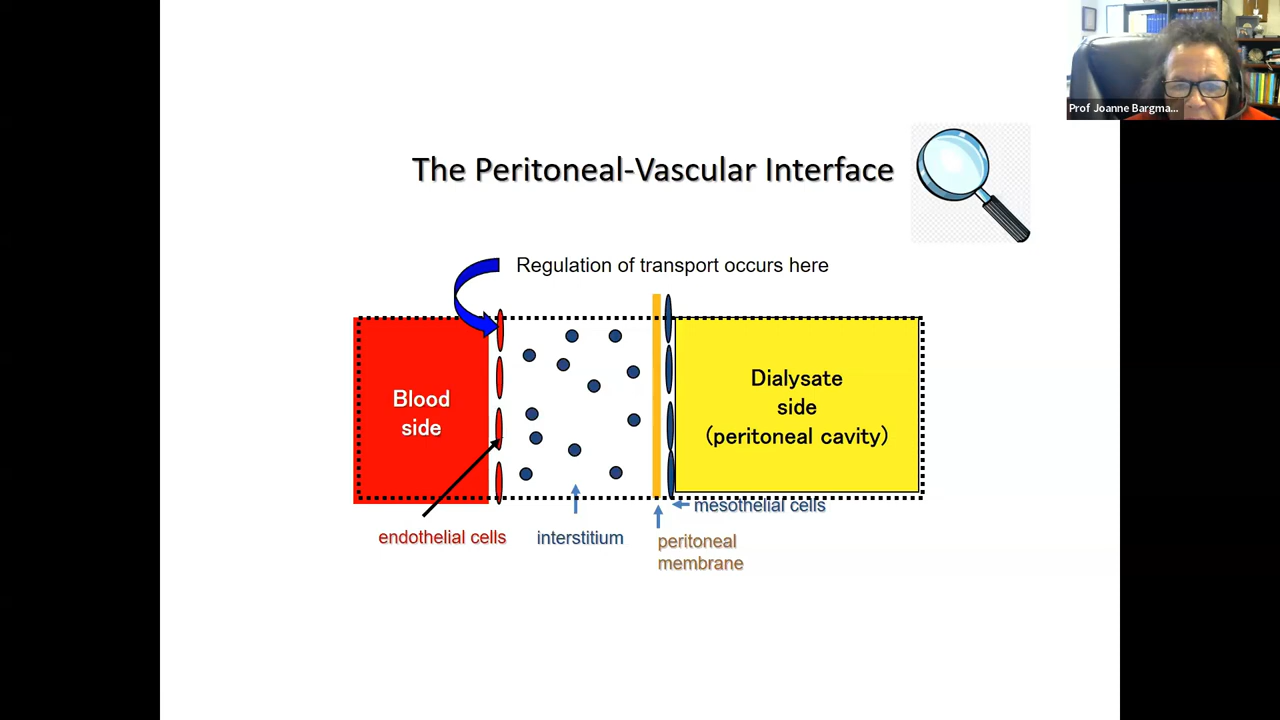 Prof Joanne Bargma...
The Peritoneal-Vascular Interface
Regulation of transport occurs here
Blood
side
Dialysate
side
(peritoneal cavity)
mesothelial cells
endothelial cells
interstitium
peritoneal
membrane